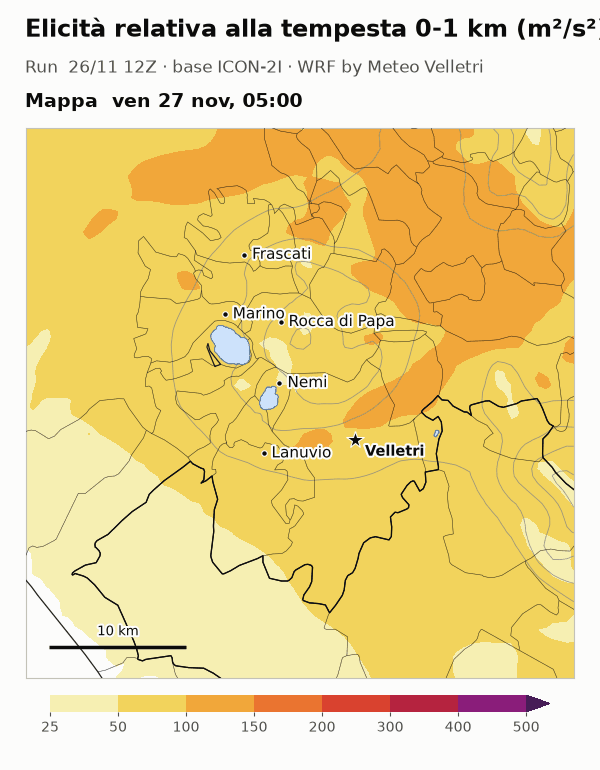 Elicità relativa alla tempesta 0-1 km (m²/s²)
Run  26/11 12Z · base ICON-2I · WRF by Meteo Velletri
Mappa  ven 27 nov, 05:00
Frascati
Marino
Rocca di Papa
Nemi
Velletri
Lanuvio
10 km
25 50 100 150 200 300 400 500